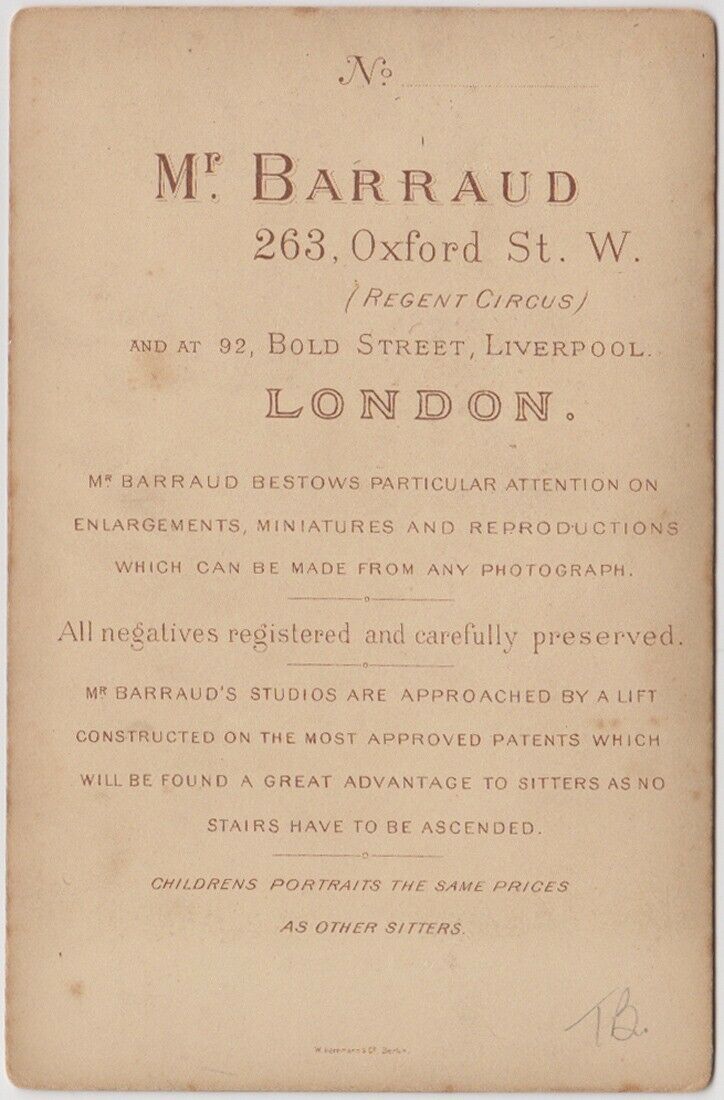 No.
Mr. BARRAUD
263, Oxford St. W.
(REGENT CIRCUS)
AND AT 92, BOLD STREET, LIVERPOOL.
LONDON.
MR BARRAUD BESTOWS PARTICULAR ATTENTION ON
ENLARGEMENTS, MINIATURES AND REPRODUCTIONS
WHICH CAN BE MADE FROM ANY PHOTOGRAPH.
All negatives registered and carefully preserved.
MR BARRAUD'S STUDIOS ARE APPROACHED BY A LIFT
CONSTRUCTED ON THE MOST APPROVED PATENTS WHICH
WILL BE FOUND A GREAT ADVANTAGE TO SITTERS AS NO
STAIRS HAVE TO BE ASCENDED.
CHILDRENS PORTRAITS THE SAME PRICES
AS OTHER SITTERS.
TB.
Berlin.